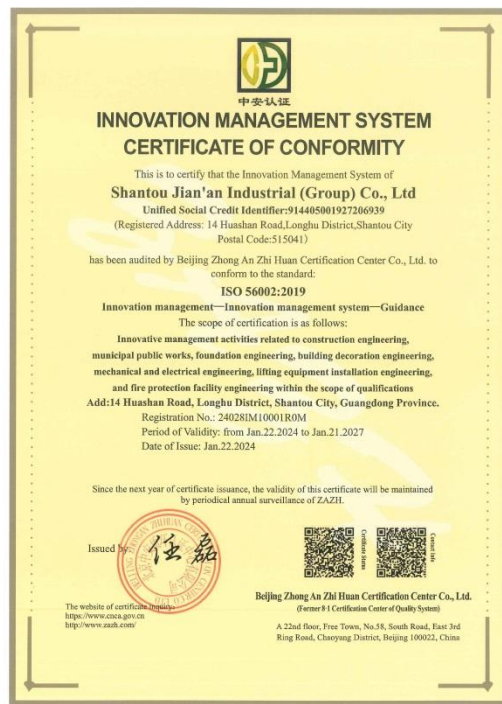 中安认证
INNOVATION MANAGEMENT SYSTEM
CERTIFICATE OF CONFORMITY
This is to certify that the Innovation Management System of
Shantou Jian'an Industrial (Group) Co., Ltd
Unified Social Credit Identifier:914405001927206939
(Registered Address: 14 Huashan Road,Longhu District,Shantou City
Postal Code:515041)
has been audited by Beijing Zhong An Zhi Huan Certification Center Co., Ltd. to
conform to the standard:
ISO 56002:2019
Innovation management—Innovation management system—Guidance
The scope of certification is as follows:
Innovative management activities related to construction engineering,
municipal public works, foundation engineering, building decoration engineering,
mechanical and electrical engineering, lifting equipment installation engineering,
and fire protection facility engineering within the scope of qualifications
Add:14 Huashan Road, Longhu District, Shantou City, Guangdong Province.
Registration No.: 24028IM10001R0M
Period of Validity: from Jan.22.2024 to Jan.21.2027
Date of Issue: Jan.22.2024
Since the next year of certificate issuance, the validity of this certificate will be maintained
by periodical annual surveillance of ZAZH.
Issued by
任磊
Certificate Status
Contact Info
Beijing Zhong An Zhi Huan Certification Center Co., Ltd.
(Former 8-1 Certification Center of Quality System)
The website of certificate inquiry:
https://www.cnca.gov.cn
http://www.zazh.com/
A 22nd floor, Free Town, No.58, South Road, East 3rd
Ring Road, Chaoyang District, Beijing 100022, China